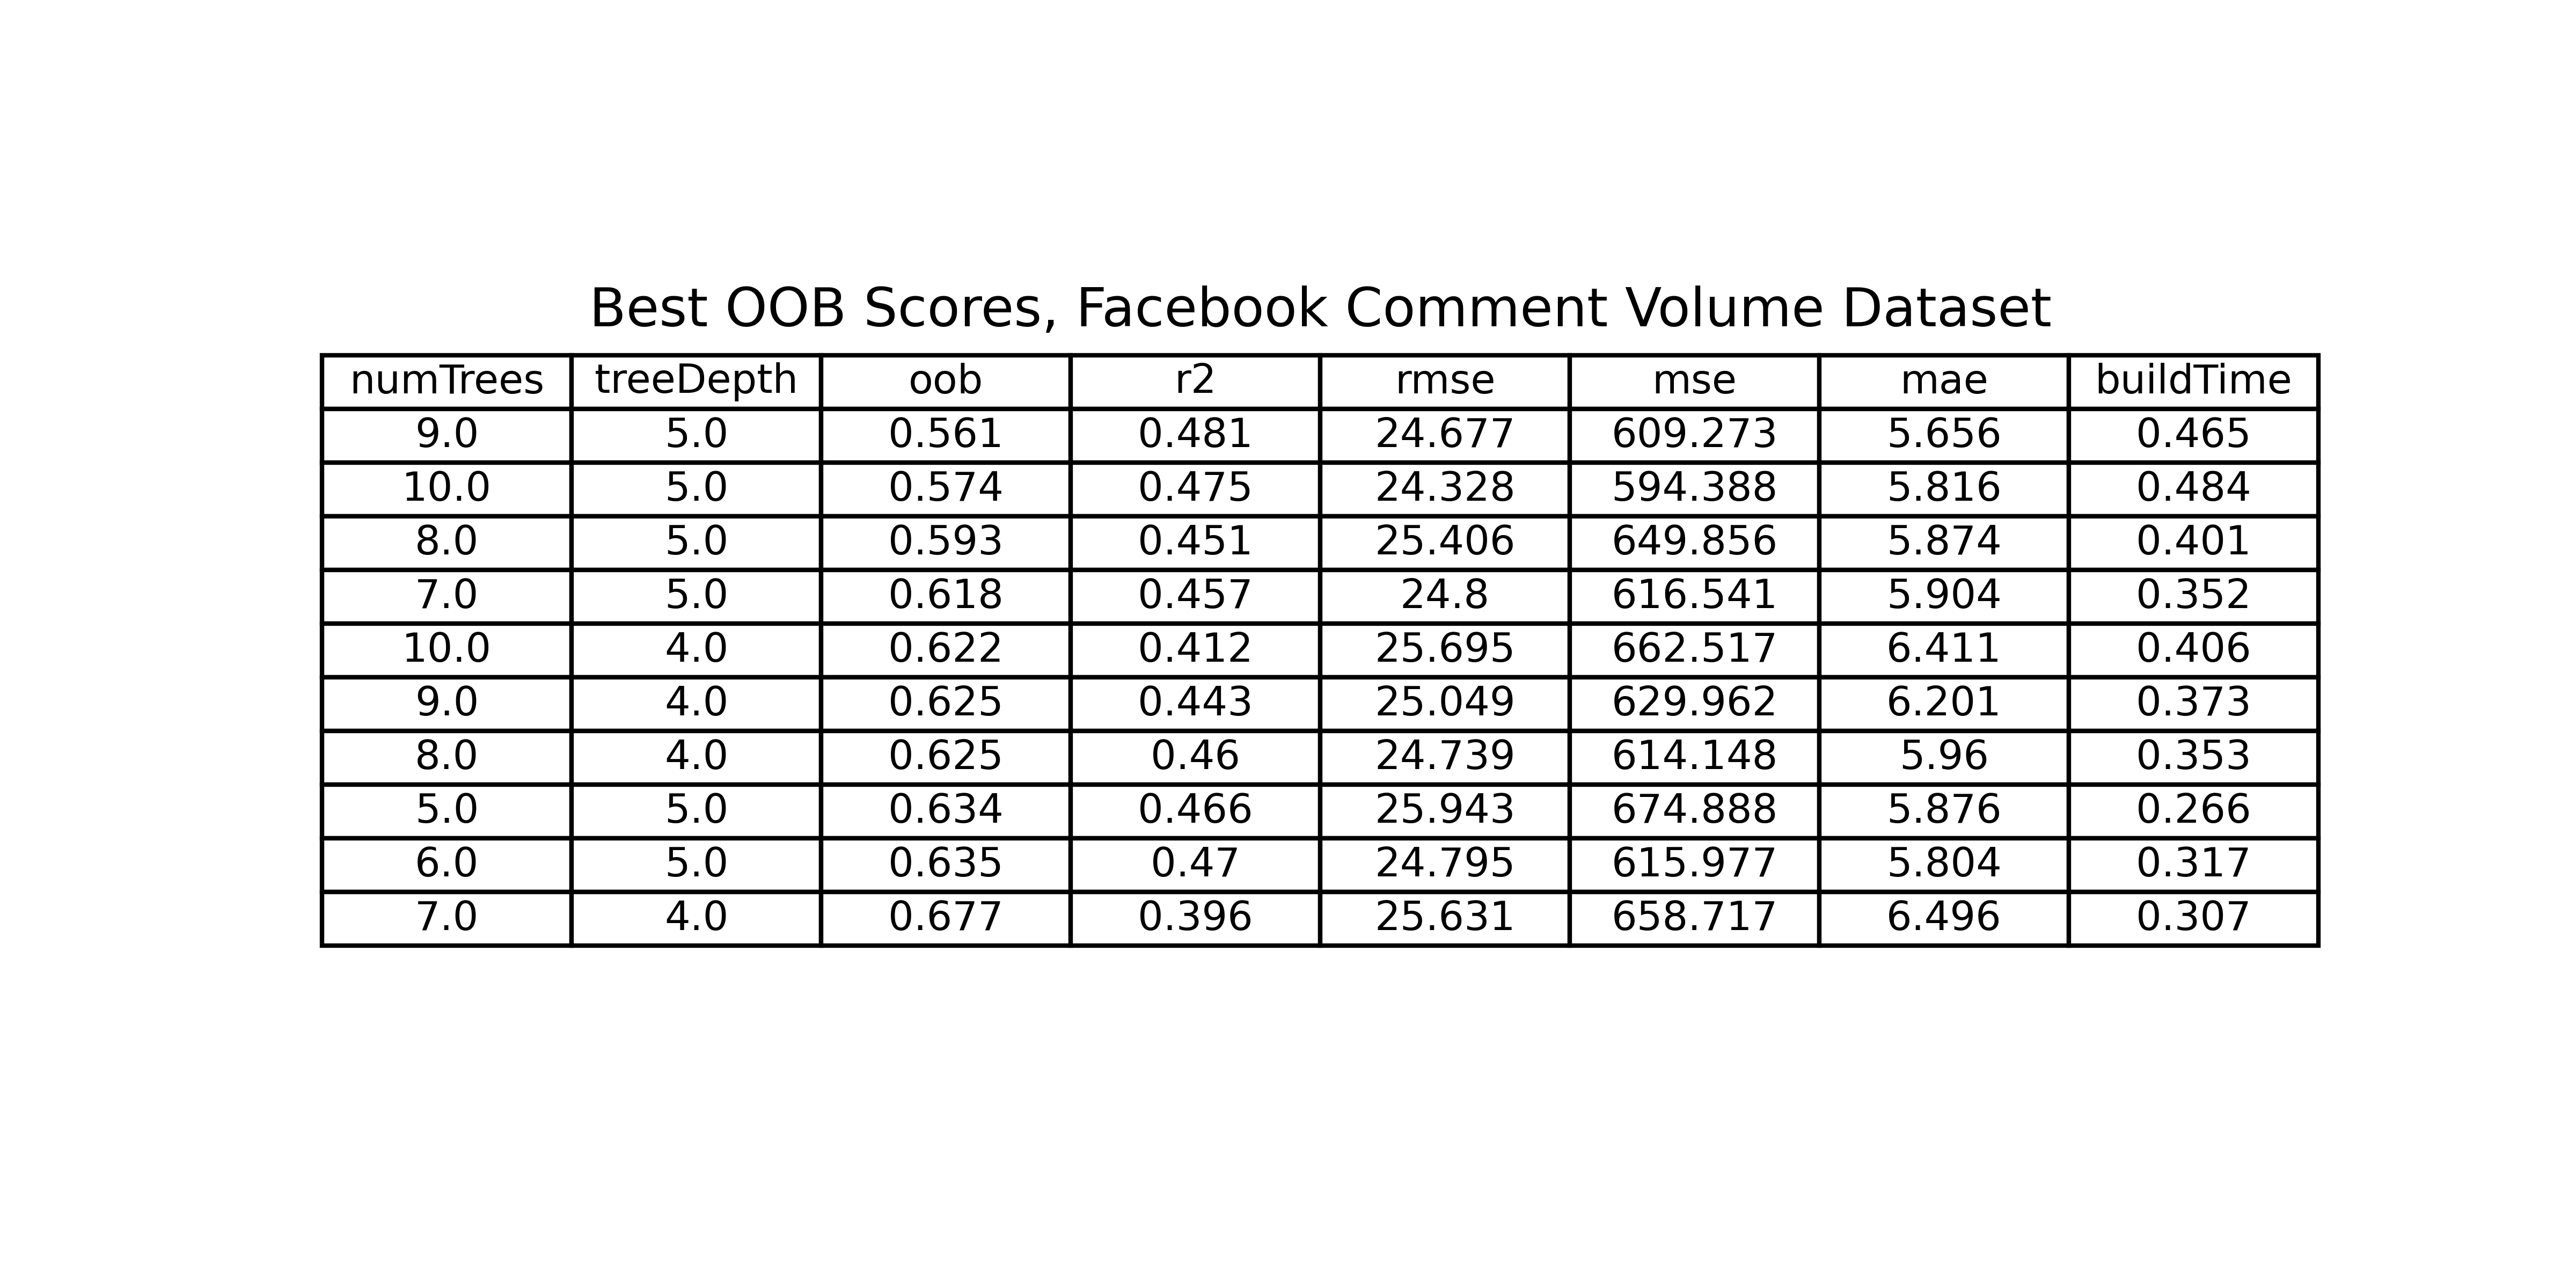 Best OOB Scores, Facebook Comment Volume Dataset
numTrees treeDepth oob r2 rmse mse mae buildTime
9.0 5.0 0.561 0.481 24.677 609.273 5.656 0.465
10.0 5.0 0.574 0.475 24.328 594.388 5.816 0.484
8.0 5.0 0.593 0.451 25.406 649.856 5.874 0.401
7.0 5.0 0.618 0.457 24.8 616.541 5.904 0.352
10.0 4.0 0.622 0.412 25.695 662.517 6.411 0.406
9.0 4.0 0.625 0.443 25.049 629.962 6.201 0.373
8.0 4.0 0.625 0.46 24.739 614.148 5.96 0.353
5.0 5.0 0.634 0.466 25.943 674.888 5.876 0.266
6.0 5.0 0.635 0.47 24.795 615.977 5.804 0.317
7.0 4.0 0.677 0.396 25.631 658.717 6.496 0.307